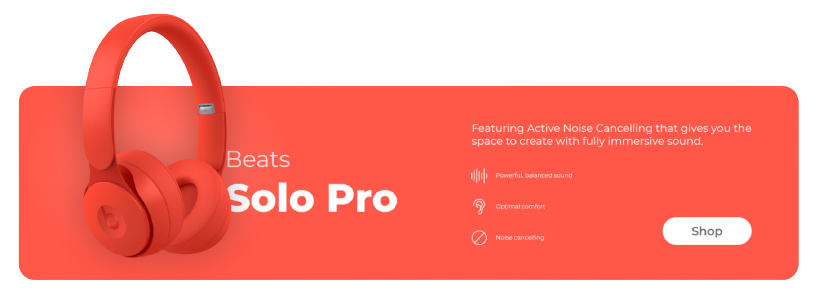 Beats
Solo Pro
Featuring Active Noise Cancelling that gives you the
space to create with fully immersive sound.
Powerful, balanced sound
Optimal comfort
Noise cancelling
Shop